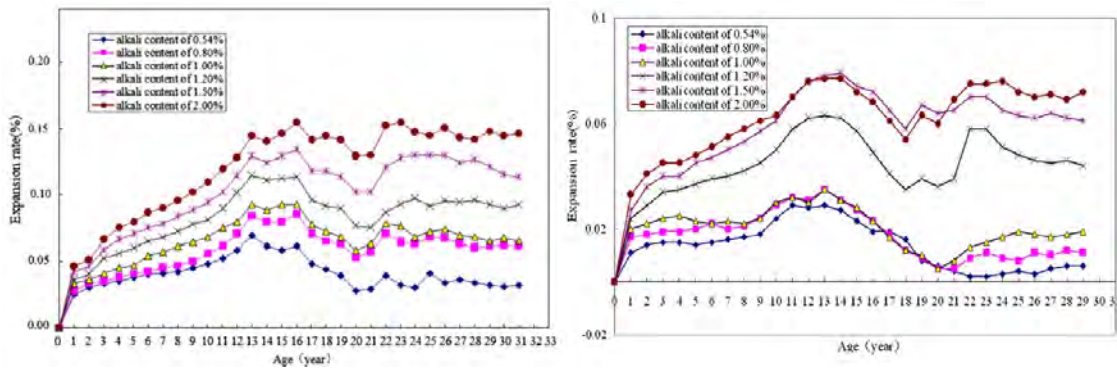 0.20
0.15
0.10
0.05
0.00
Expansion rate(%)
alkali content of 0.54%
alkali content of 0.80%
alkali content of 1.00%
alkali content of 1.20%
alkali content of 1.50%
alkali content of 2.00%
0 1 2 3 4 5 6 7 8 9 10 11 12 13 14 15 16 17 18 19 20 21 22 23 24 25 26 27 28 29 30 31 32 33
Age (year)
0.1
0.06
0.02
-0.02
Expansion rate(%)
alkali content of 0.54%
alkali content of 0.80%
alkali content of 1.00%
alkali content of 1.20%
alkali content of 1.50%
alkali content of 2.00%
0 1 2 3 4 5 6 7 8 9 10 11 12 13 14 15 16 17 18 19 20 21 22 23 24 25 26 27 28 29 30 31 32 3
Age (year)